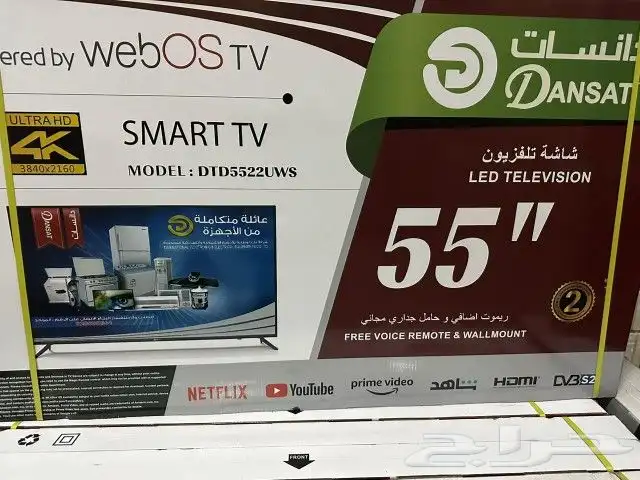 ered by webOS TV
دانسات
DANSAT
ULTRA HD
4K
3840x2160
SMART TV
MODEL : DTD5522UWS
شاشة تلفزيون
LED TELEVISION
55"
دانسات
DANSAT
عائلة متكاملة
من الأجهزة
2
ريموت اضافي و حامل جداري مجاني
FREE VOICE REMOTE & WALLMOUNT
NETFLIX
YouTube
prime video
شاهد
HDMI
DVB S2
FRONT
حراج